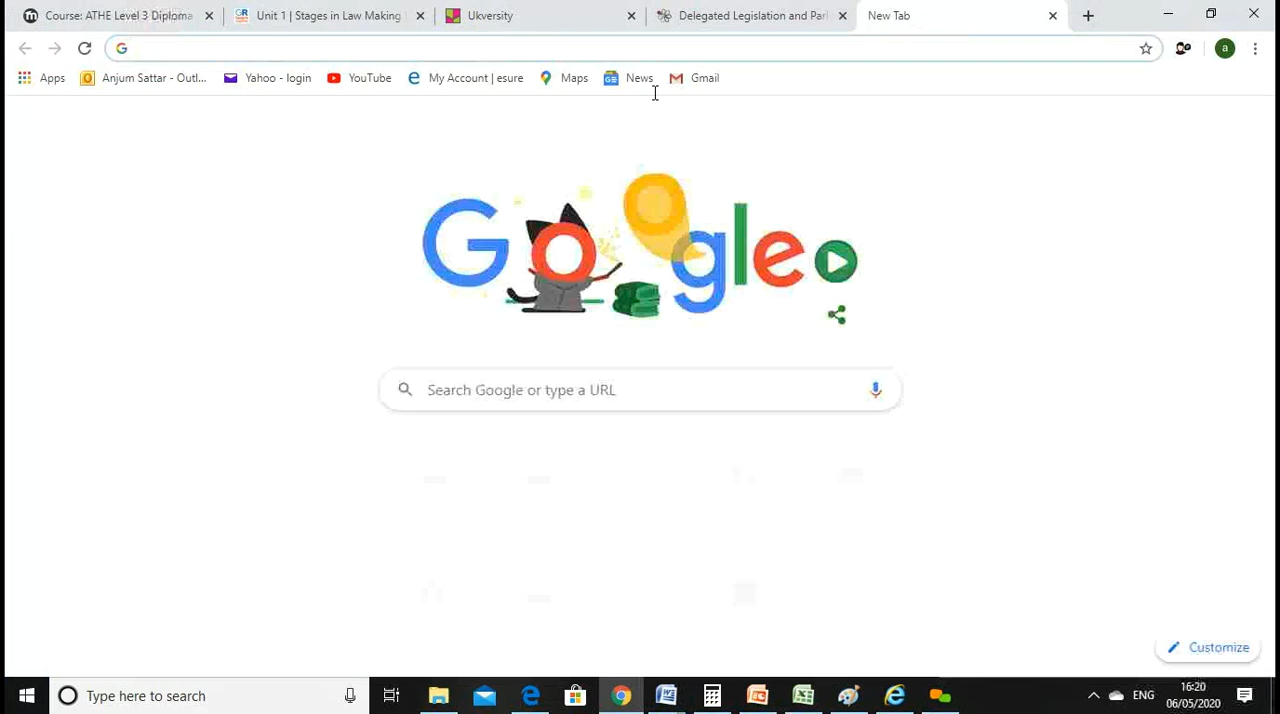 Course: ATHE Level 3 Diploma
Unit 1 | Stages in Law Making
Ukversity
Delegated Legislation and Parl
New Tab
Apps
Anjum Sattar - Outl...
Yahoo - login
YouTube
My Account | esure
Maps
News
Gmail
a
Google
Search Google or type a URL
Customize
Type here to search
ENG
16:20
06/05/2020